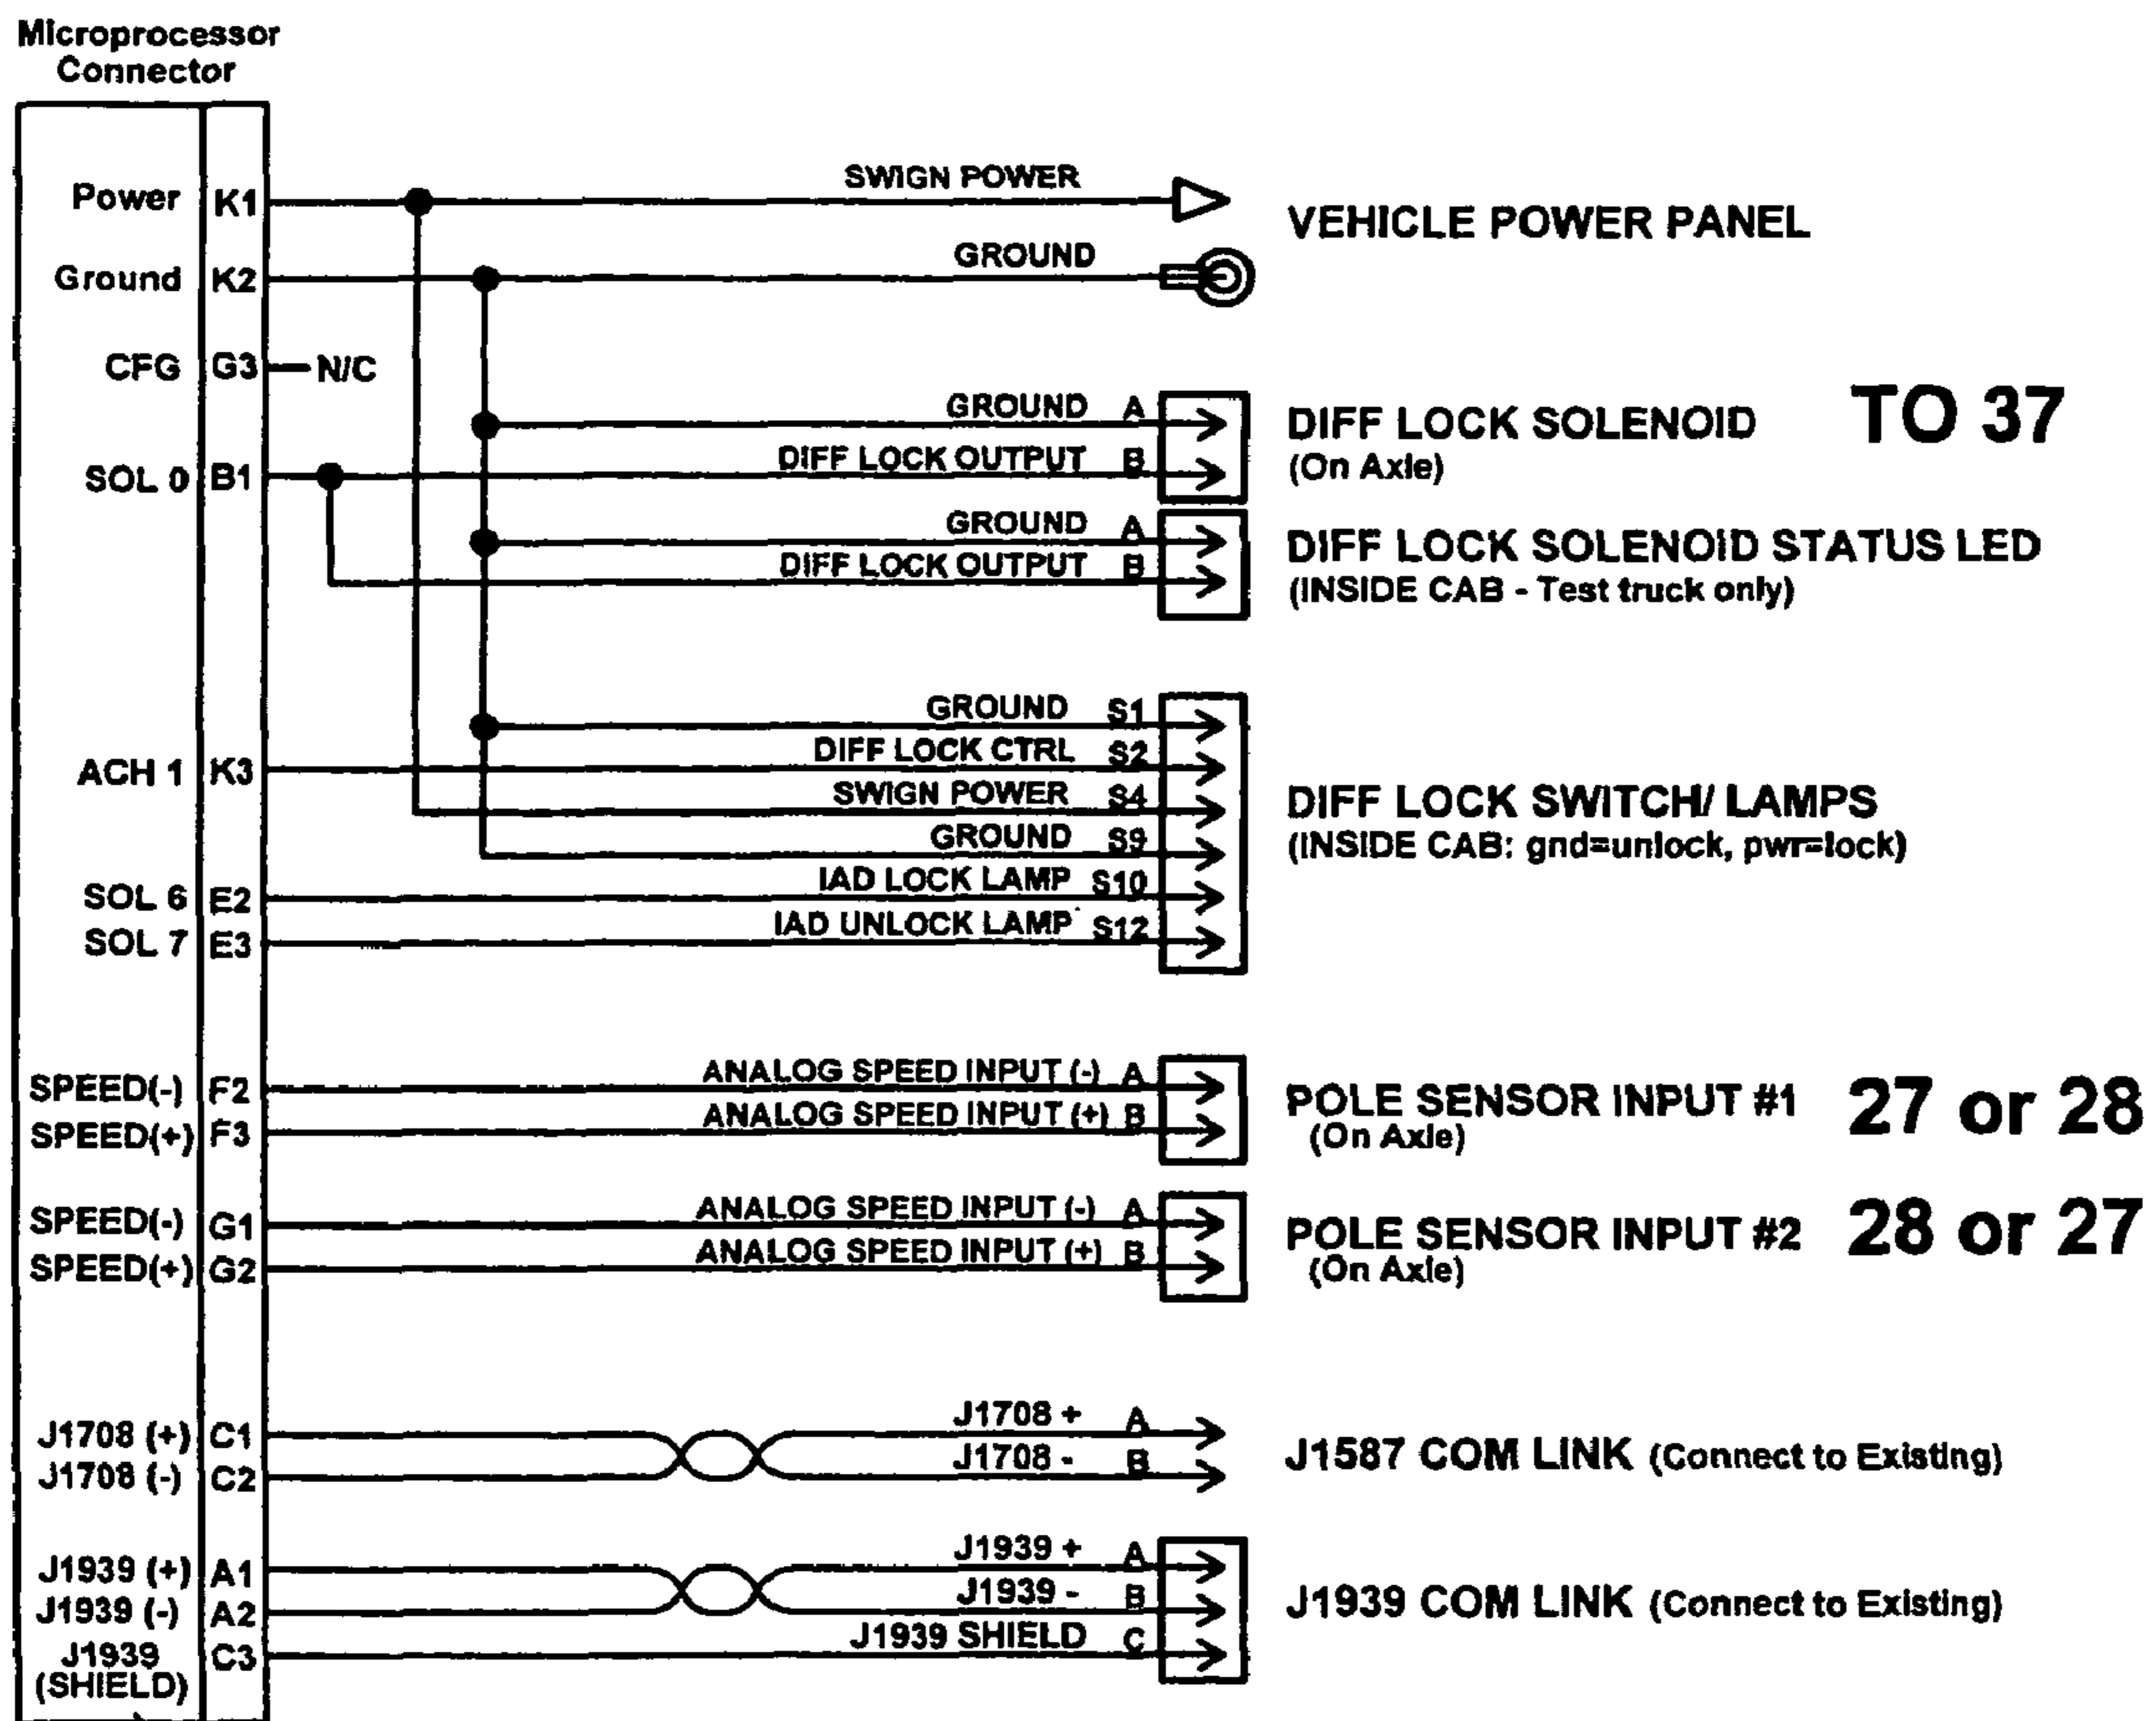 Microprocessor
Connector
Power K1 SWIGN POWER
VEHICLE POWER PANEL
Ground K2 GROUND
CFG G3 N/C
GROUND A
DIFF LOCK SOLENOID TO 37
(On Axle)
SOL 0 B1 DIFF LOCK OUTPUT B
GROUND A
DIFF LOCK SOLENOID STATUS LED
DIFF LOCK OUTPUT B
(INSIDE CAB - Test truck only)
GROUND S1
ACH 1 K3 DIFF LOCK CTRL S2
SWIGN POWER S4
DIFF LOCK SWITCH/ LAMPS
(INSIDE CAB: gnd=unlock, pwr=lock)
GROUND S9
SOL 6 E2 IAD LOCK LAMP S10
SOL 7 E3 IAD UNLOCK LAMP S12
SPEED(-) F2 ANALOG SPEED INPUT (-) A
POLE SENSOR INPUT #1 27 or 28
SPEED(+) F3 ANALOG SPEED INPUT (+) B
(On Axle)
SPEED(-) G1 ANALOG SPEED INPUT (-) A
POLE SENSOR INPUT #2 28 or 27
SPEED(+) G2 ANALOG SPEED INPUT (+) B
(On Axle)
J1708 (+) C1 J1708 + A
J1587 COM LINK (Connect to Existing)
J1708 (-) C2 J1708 - B
J1939 (+) A1 J1939 + A
J1939 (-) A2 J1939 - B
J1939 COM LINK (Connect to Existing)
J1939 C3 J1939 SHIELD C
(SHIELD)